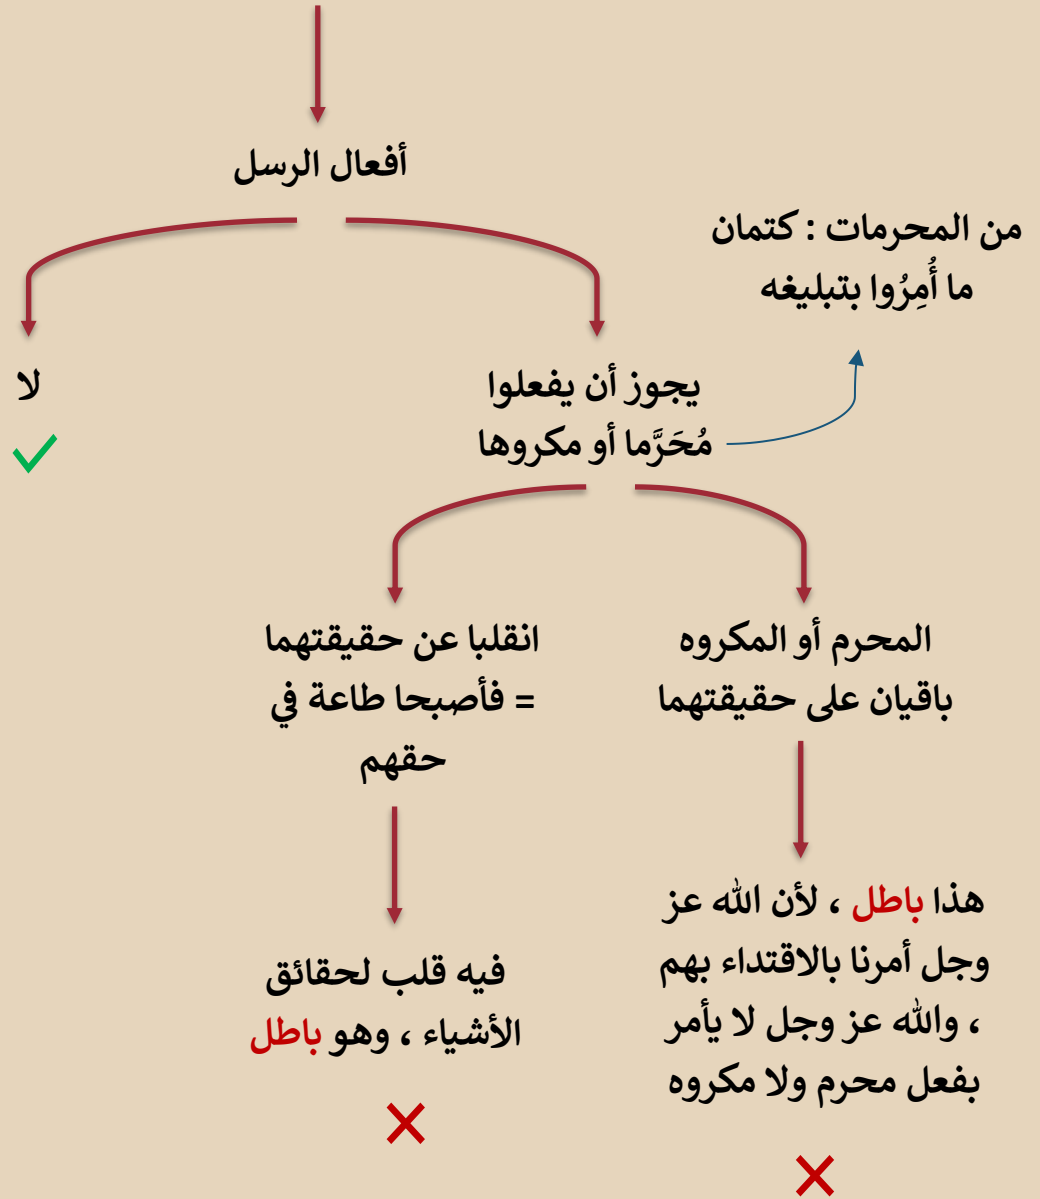 أفعال الرسل
من المحرمات : كتمان
ما أُمِرُوا بتبليغه
يجوز أن يفعلوا
مُحَرَّما أو مكروها
لا
المحرم أو المكروه
باقيان على حقيقتهما
انقلبا عن حقيقتهما
= فأصبحا طاعة في
حقهم
هذا باطل ، لأن الله عز
وجل أمرنا بالاقتداء بهم
، والله عز وجل لا يأمر
بفعل محرم ولا مكروه
فيه قلب لحقائق
الأشياء ، وهو باطل